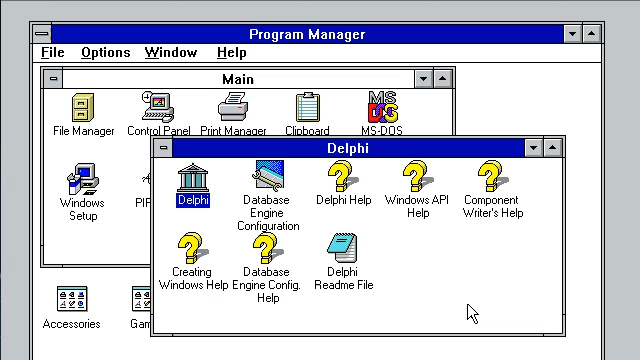 Program Manager
File Options Window Help
Main
File Manager
Control Panel
Print Manager
Clipboard
MS-DOS
Windows
Setup
Delphi
Delphi
Database
Engine
Configuration
Delphi Help
Windows API
Help
Component
Writer's Help
Creating
Windows Help
Database
Engine Config.
Help
Delphi
Readme File
Accessories